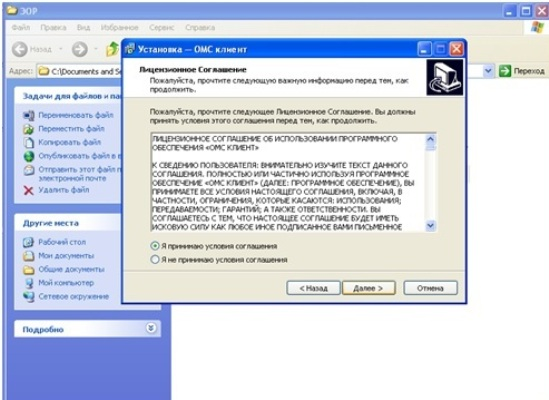 ЭОР
Файл Правка Вид Избранное Сервис Справка
Назад
Адрес: C:\Documents and Se
Переход
Задачи для файлов и пап
Переименовать файл
Переместить файл
Копировать файл
Опубликовать файл в в
Отправить этот файл п
электронной почте
Удалить файл
Другие места
Рабочий стол
Мои документы
Общие документы
Мой компьютер
Сетевое окружение
Подробно
Установка — ОМС клиент
Лицензионное Соглашение
Пожалуйста, прочтите следующую важную информацию перед тем, как
продолжить.
Пожалуйста, прочтите следующее Лицензионное Соглашение. Вы должны
принять условия этого соглашения перед тем, как продолжить.
ЛИЦЕНЗИОННОЕ СОГЛАШЕНИЕ ОБ ИСПОЛЬЗОВАНИИ ПРОГРАММНОГО
ОБЕСПЕЧЕНИЯ «ОМС КЛИЕНТ»
К СВЕДЕНИЮ ПОЛЬЗОВАТЕЛЯ: ВНИМАТЕЛЬНО ИЗУЧИТЕ ТЕКСТ ДАННОГО
СОГЛАШЕНИЯ. ПОЛНОСТЬЮ ИЛИ ЧАСТИЧНО ИСПОЛЬЗУЯ ПРОГРАММНОЕ
ОБЕСПЕЧЕНИЕ «ОМС КЛИЕНТ» (ДАЛЕЕ: ПРОГРАММНОЕ ОБЕСПЕЧЕНИЕ), ВЫ
ПРИНИМАЕТЕ ВСЕ УСЛОВИЯ НАСТОЯЩЕГО СОГЛАШЕНИЯ, ВКЛЮЧАЯ, В
ЧАСТНОСТИ, ОГРАНИЧЕНИЯ, КОТОРЫЕ КАСАЮТСЯ: ИСПОЛЬЗОВАНИЯ;
ПЕРЕДАВАЕМОСТИ; ГАРАНТИЙ; А ТАКЖЕ ОТВЕТСТВЕННОСТИ. ВЫ
СОГЛАШАЕТЕСЬ С ТЕМ, ЧТО НАСТОЯЩЕЕ СОГЛАШЕНИЕ БУДЕТ ИМЕТЬ
ИСКОВУЮ СИЛУ КАК ЛЮБОЕ ИНОЕ ПОДПИСАННОЕ ВАМИ ПИСЬМЕННОЕ
Я принимаю условия соглашения
Я не принимаю условия соглашения
< Назад Далее > Отмена